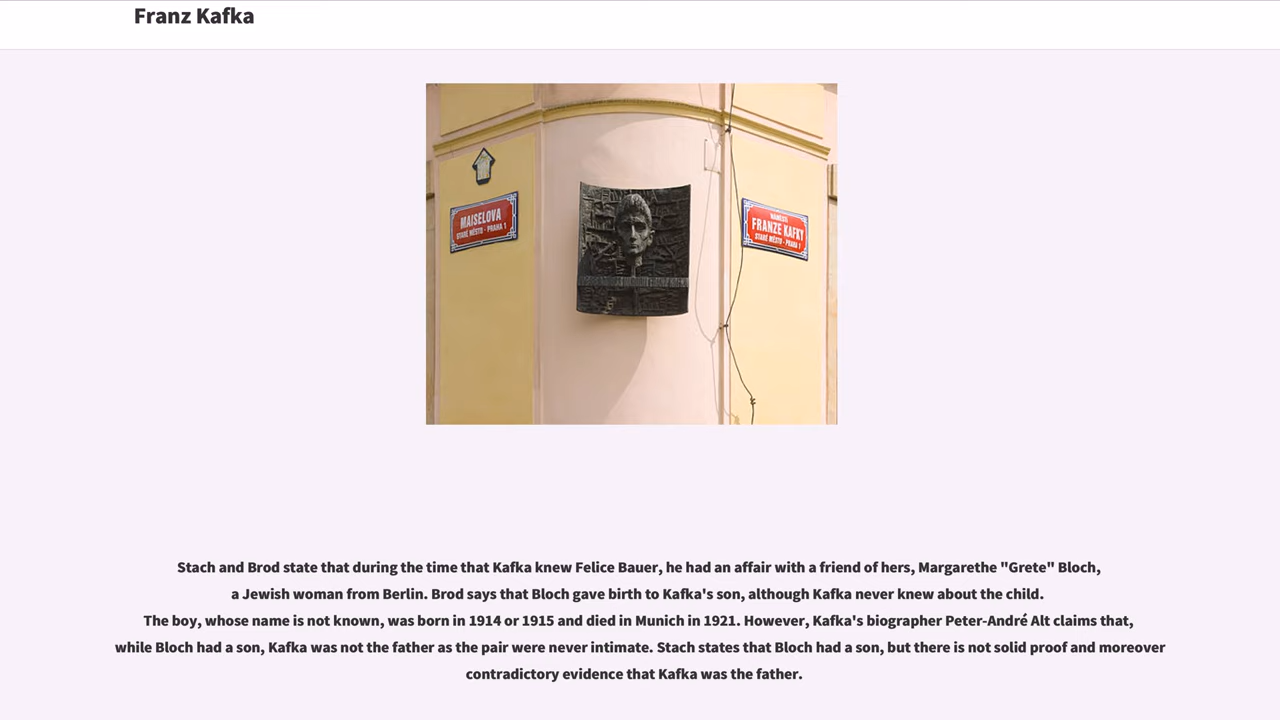 Franz Kafka
MAISELOVA
STARÉ MĚSTO - PRAHA 1
NÁMĚSTÍ
FRANZE KAFKY
STARÉ MĚSTO - PRAHA 1
Stach and Brod state that during the time that Kafka knew Felice Bauer, he had an affair with a friend of hers, Margarethe "Grete" Bloch,
a Jewish woman from Berlin. Brod says that Bloch gave birth to Kafka's son, although Kafka never knew about the child.
The boy, whose name is not known, was born in 1914 or 1915 and died in Munich in 1921. However, Kafka's biographer Peter-André Alt claims that,
while Bloch had a son, Kafka was not the father as the pair were never intimate. Stach states that Bloch had a son, but there is not solid proof and moreover
contradictory evidence that Kafka was the father.